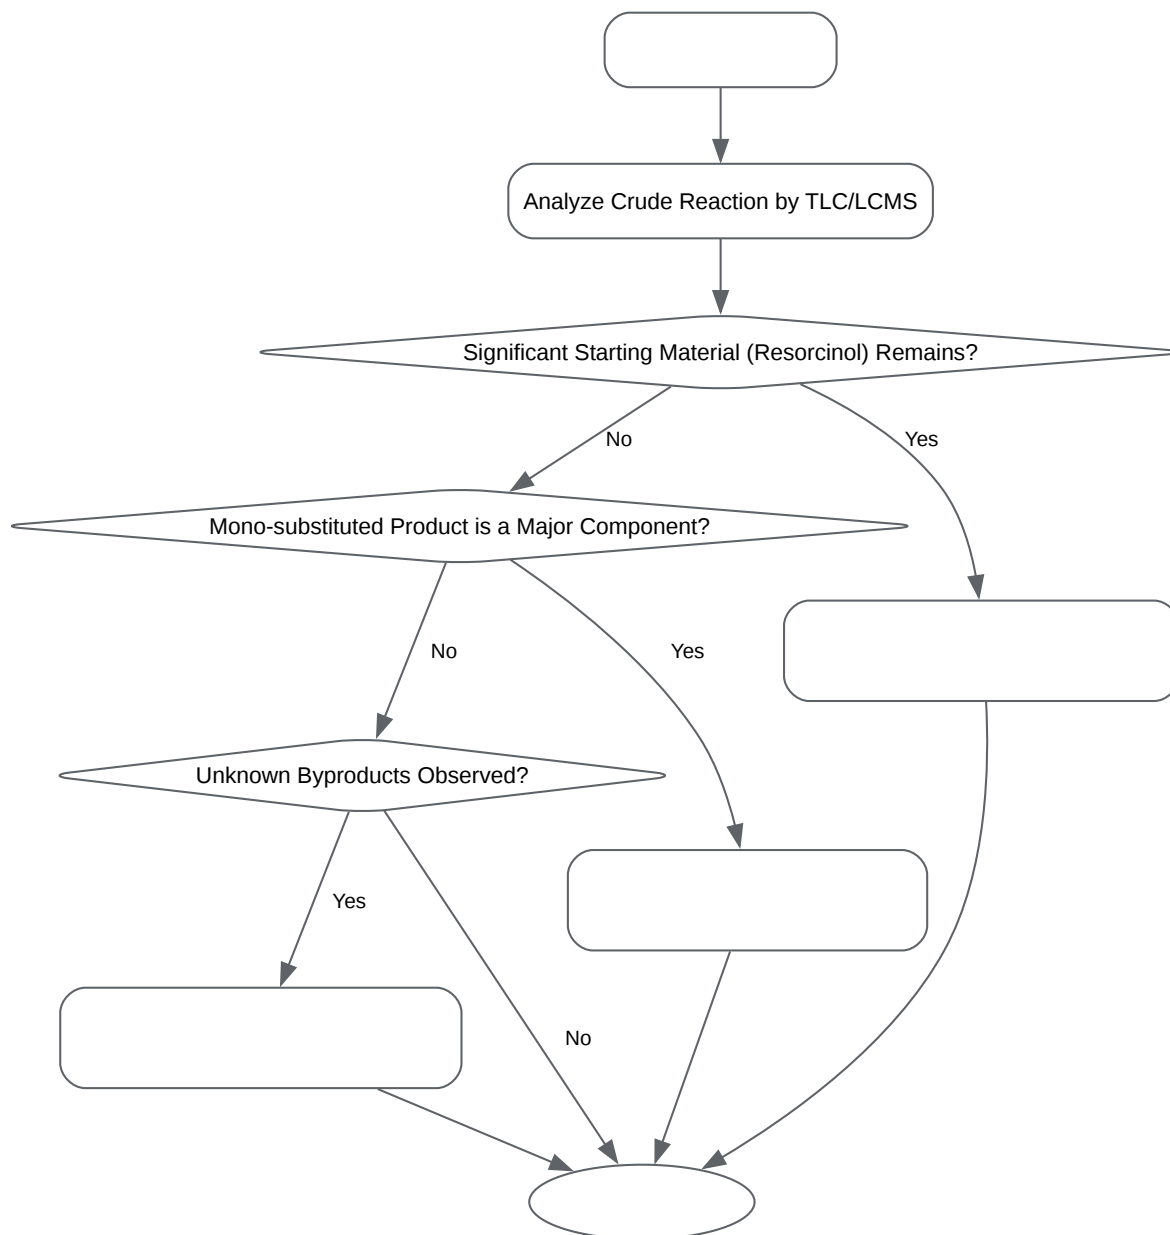 Analyze Crude Reaction by TLC/LCMS
Significant Starting Material (Resorcinol) Remains?
No
Yes
Mono-substituted Product is a Major Component?
No
Yes
Unknown Byproducts Observed?
Yes
No